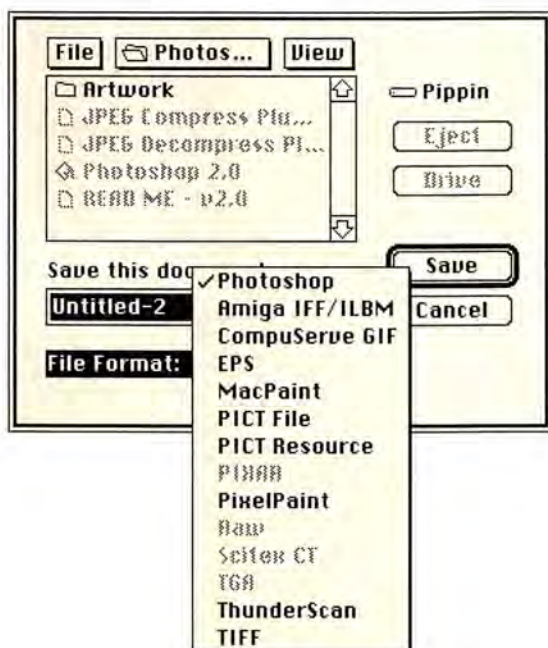 File Photos... View
Artwork
JPEG Compress Plu...
JPEG Decompress Pl...
Photoshop 2.0
READ ME - v2.0
Pippin
Eject
Drive
Save this doc
Untitled-2
File Format:
Save
Cancel
✓Photoshop
Amiga IFF/ILBM
CompuServe GIF
EPS
MacPaint
PICT File
PICT Resource
PIXAR
PixelPaint
Raw
Scitex CT
TGA
ThunderScan
TIFF